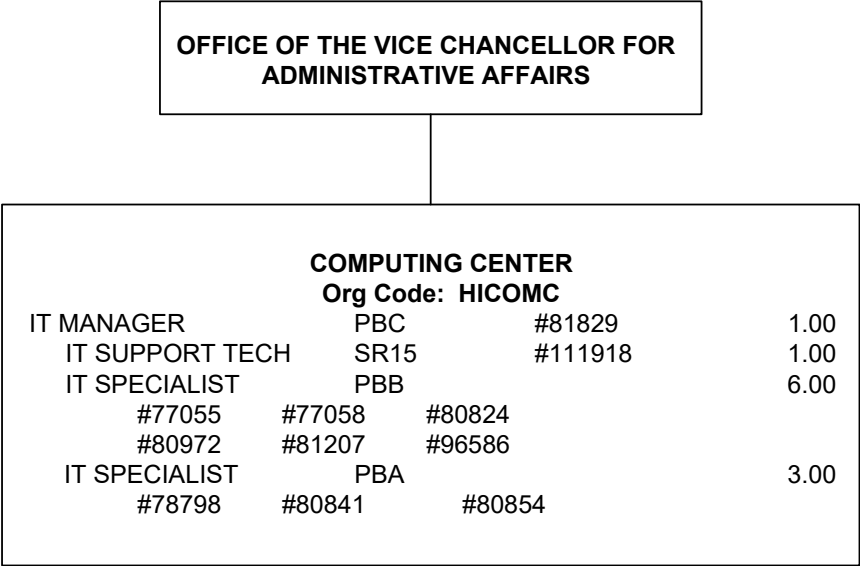 OFFICE OF THE VICE CHANCELLOR FOR
ADMINISTRATIVE AFFAIRS
COMPUTING CENTER
Org Code: HICOMC
IT MANAGER PBC #81829 1.00
IT SUPPORT TECH SR15 #111918 1.00
IT SPECIALIST PBB 6.00
#77055 #77058 #80824
#80972 #81207 #96586
IT SPECIALIST PBA 3.00
#78798 #80841 #80854